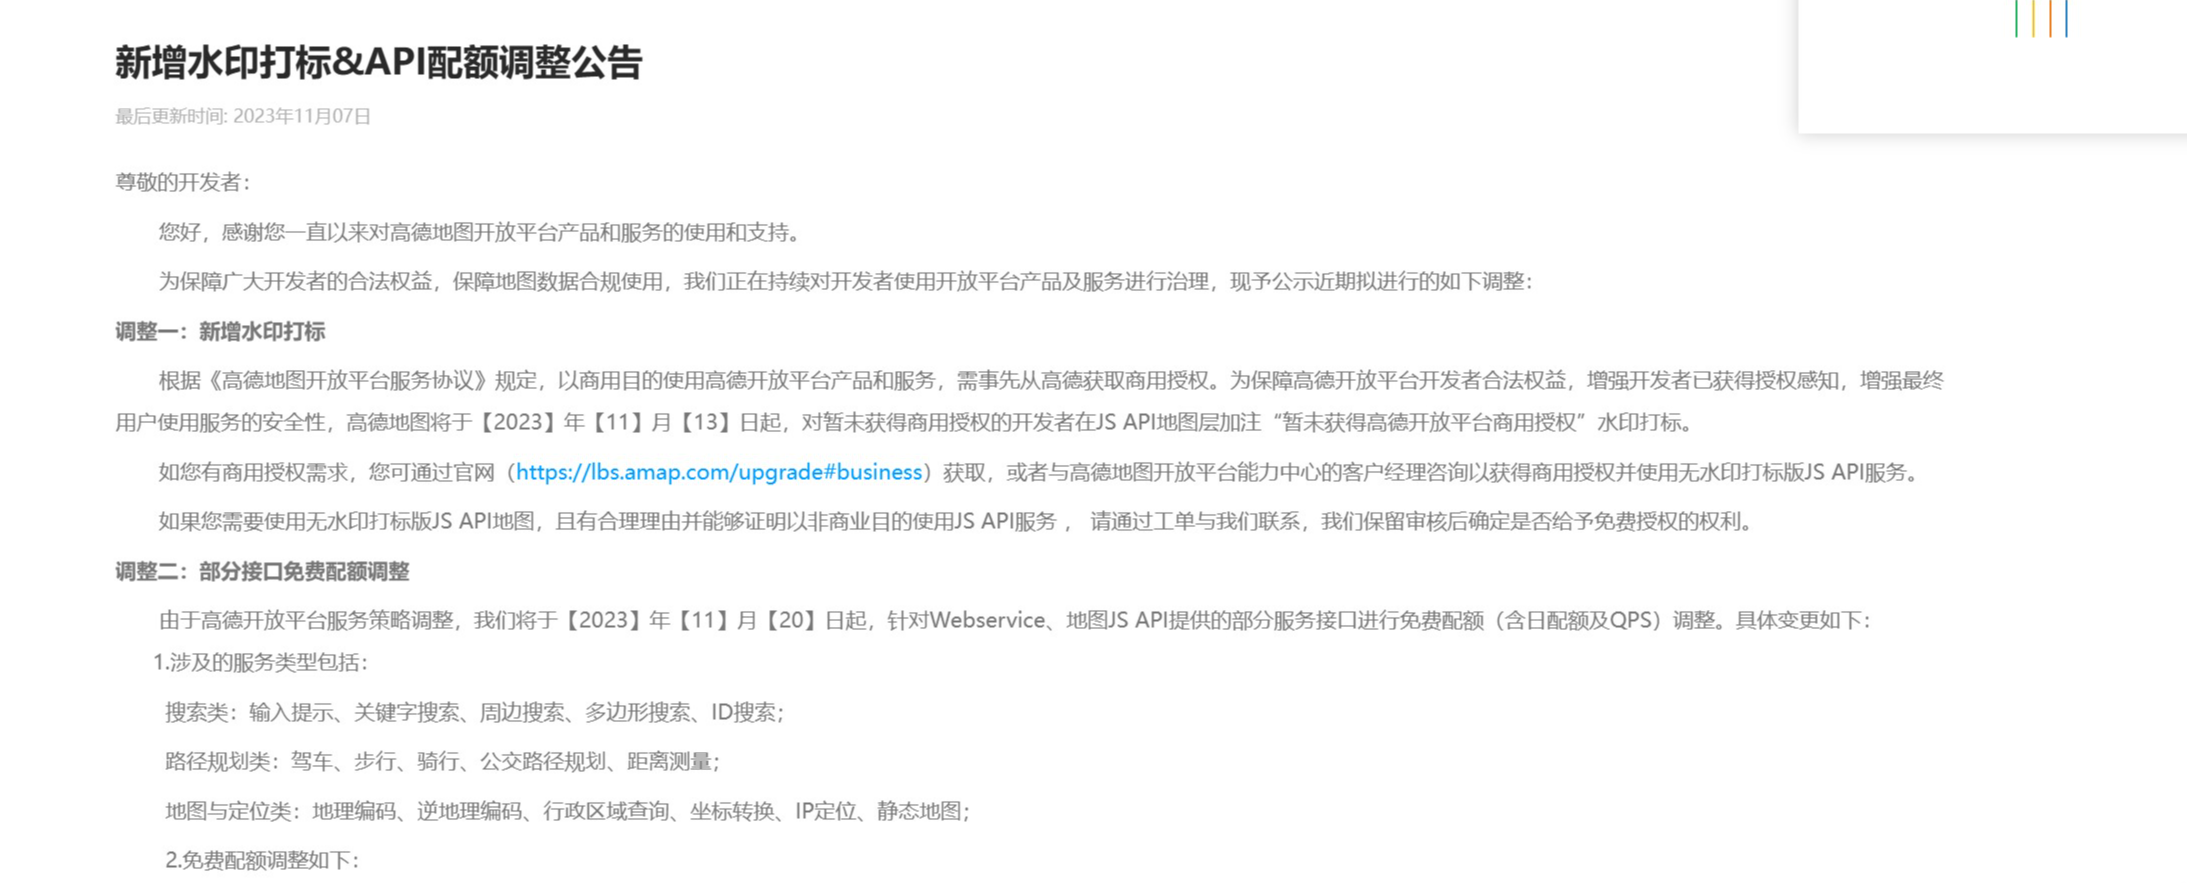 新增水印打标&API配额调整公告
最后更新时间: 2023年11月07日
尊敬的开发者：
您好，感谢您一直以来对高德地图开放平台产品和服务的使用和支持。
为保障广大开发者的合法权益，保障地图数据合规使用，我们正在持续对开发者使用开放平台产品及服务进行治理，现予公示近期拟进行的如下调整：
调整一：新增水印打标
根据《高德地图开放平台服务协议》规定，以商用目的使用高德开放平台产品和服务，需事先从高德获取商用授权。为保障高德开放平台开发者合法权益，增强开发者已获得授权感知，增强最终
用户使用服务的安全性，高德地图将于【2023】年【11】月【13】日起，对暂未获得商用授权的开发者在JS API地图层加注“暂未获得高德开放平台商用授权”水印打标。
如您有商用授权需求，您可通过官网（https://lbs.amap.com/upgrade#business）获取，或者与高德地图开放平台能力中心的客户经理咨询以获得商用授权并使用无水印打标版JS API服务。
如果您需要使用无水印打标版JS API地图，且有合理理由并能够证明以非商业目的使用JS API服务 ， 请通过工单与我们联系，我们保留审核后确定是否给予免费授权的权利。
调整二：部分接口免费配额调整
由于高德开放平台服务策略调整，我们将于【2023】年【11】月【20】日起，针对Webservice、地图JS API提供的部分服务接口进行免费配额（含日配额及QPS）调整。具体变更如下：
1.涉及的服务类型包括：
搜索类：输入提示、关键字搜索、周边搜索、多边形搜索、ID搜索；
路径规划类：驾车、步行、骑行、公交路径规划、距离测量；
地图与定位类：地理编码、逆地理编码、行政区域查询、坐标转换、IP定位、静态地图；
2.免费配额调整如下：